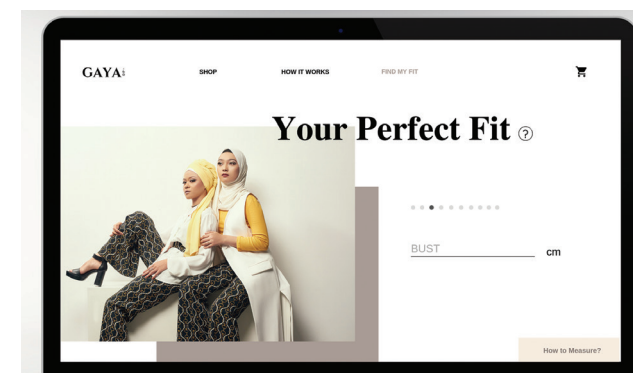 GAYA
SHOP
HOW IT WORKS
FIND MY FIT
Your Perfect Fit ?
BUST
cm
How to Measure?